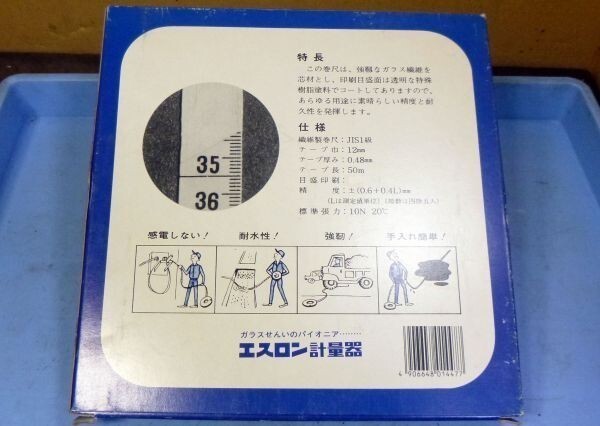 特長
この巻尺は、強靱なガラス繊維を
芯材とし、印刷目盛面は透明な特殊
樹脂塗料でコートしてありますので、
あらゆる用途に素晴らしい精度と耐
久性を発揮します。
仕様
繊維製巻尺：JIS1級
テープ巾：12mm
テープ厚み：0.48mm
テープ長：50m
目盛印刷：
精度：±(0.6+0.4L)mm
標準張力：10N 20℃
35
36
感電しない！
耐水性！
強靱！
手入れ簡単！
ガラスせんいのパイオニア………
エスロン計量器
4 906648 014477